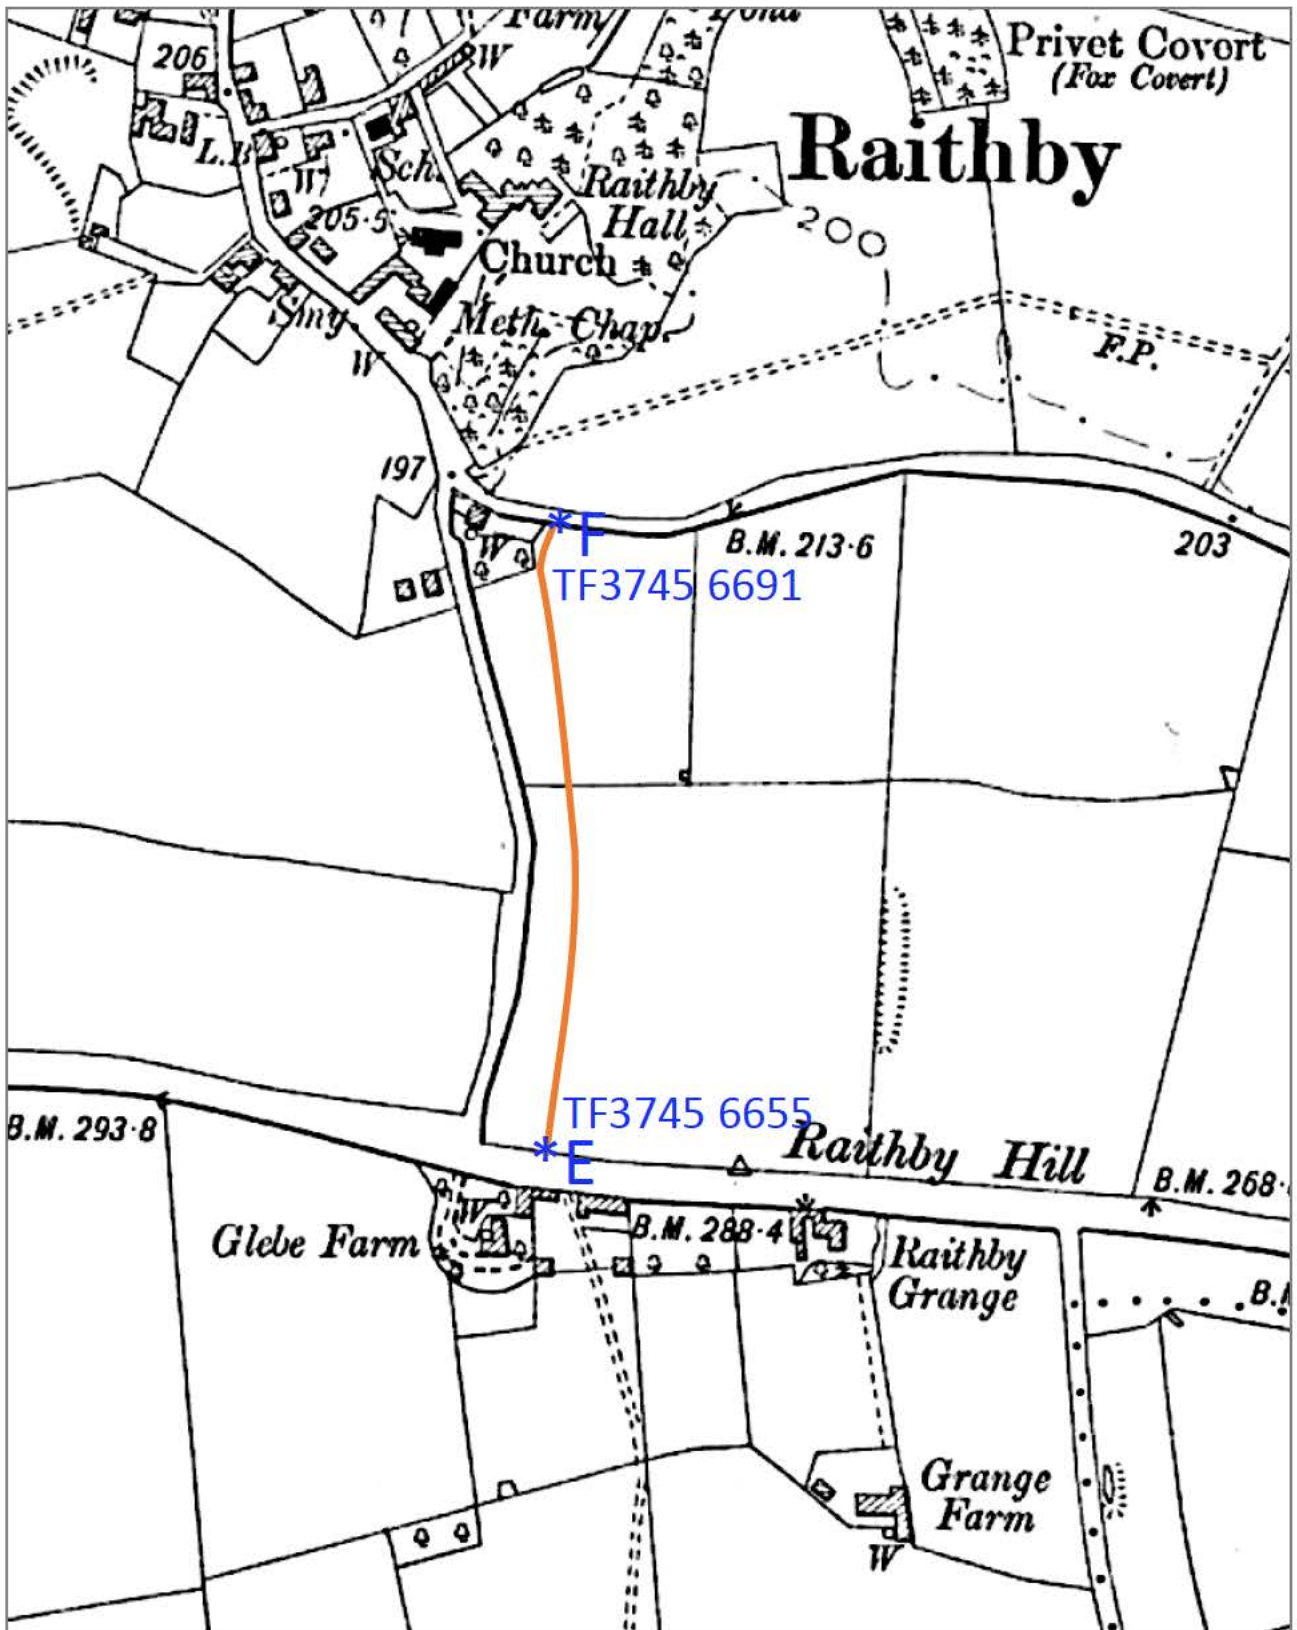 Farm
Pond
Privet Covert
(Fox Covert)
206
W
Raithby
L.B
Sch.
W
Raithby
Hall
205·5
Church
Smy
Meth. Chap.
W
F.P.
197
F
W
B.M. 213·6
203
TF3745 6691
TF3745 6655
B.M. 293·8
E
Raithby Hill
B.M. 268·
W
Glebe Farm
B.M. 288·4
Raithby
Grange
B.
Grange
Farm
W